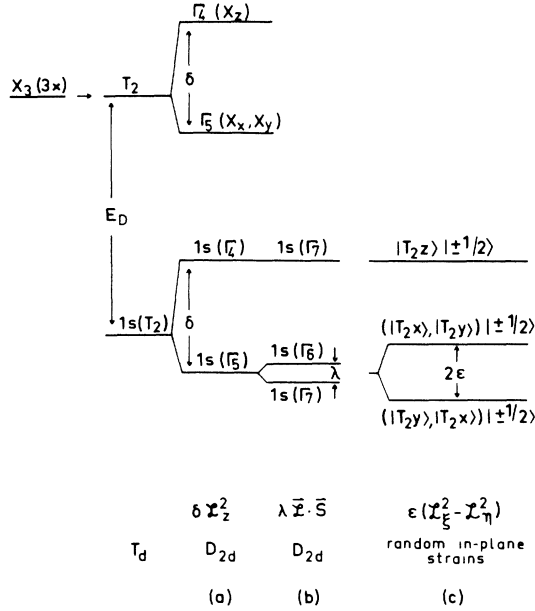 Γ4 (Xz)
X3 (3x) → T2
δ
Γ5 (Xx, Xy)
ED
1s(Γ4) 1s(Γ7) |T2z⟩ |±1/2⟩
1s(T2)
δ
(|T2x⟩, |T2y⟩) |±1/2⟩
1s(Γ5) 1s(Γ6)
λ
2ε
1s(Γ7)
(|T2y⟩, |T2x⟩) |±1/2⟩
δ ℒz² λ ℒ⃗ · S⃗ ε (ℒξ² - ℒη²)
Td D2d D2d random in-plane
strains
(a) (b) (c)